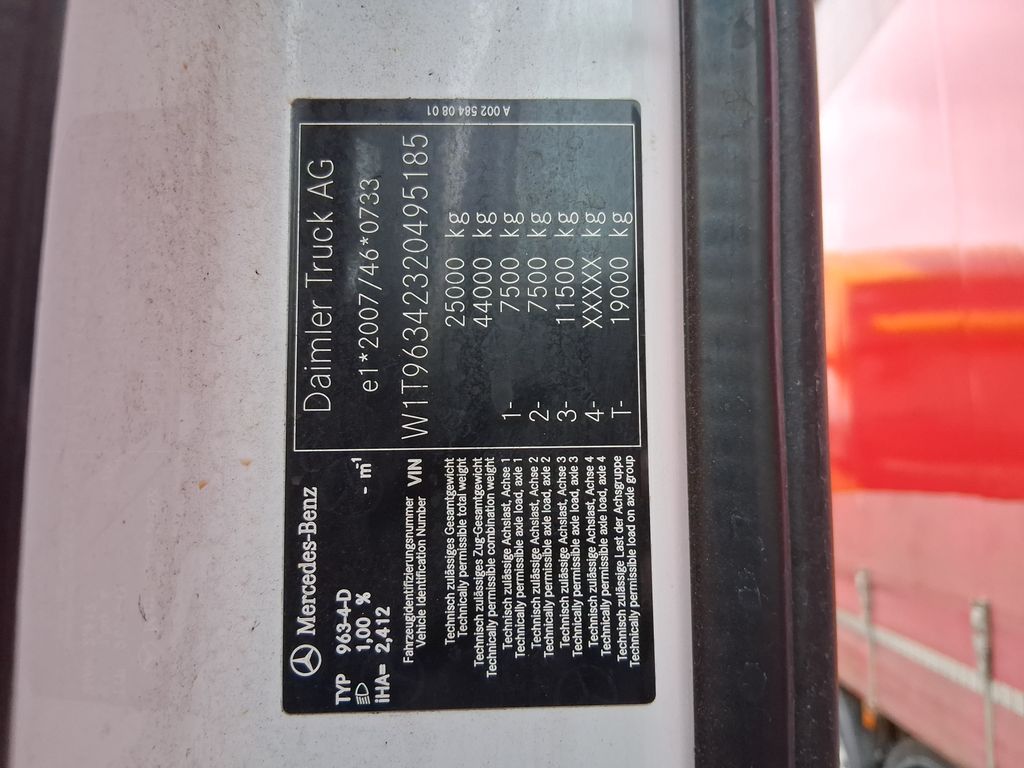 Mercedes-Benz
TYP 963-4-D
1,00 % - m⁻¹
iHA= 2,412
Daimler Truck AG
e1*2007/46*0733
Fahrzeugidentifizierungsnummer
Vehicle Identification Number VIN W1T96342320495185
Technisch zulässiges Gesamtgewicht
Technically permissible total weight 25000 kg
Technisch zulässiges Zug-Gesamtgewicht
Technically permissible combination weight 44000 kg
Technisch zulässige Achslast, Achse 1
Technically permissible axle load, axle 1 1- 7500 kg
Technisch zulässige Achslast, Achse 2
Technically permissible axle load, axle 2 2- 7500 kg
Technisch zulässige Achslast, Achse 3
Technically permissible axle load, axle 3 3- 11500 kg
Technisch zulässige Achslast, Achse 4
Technically permissible axle load, axle 4 4- XXXXX kg
Technisch zulässige Last der Achsgruppe
Technically permissible load on axle group T- 19000 kg
A 002 584 08 01